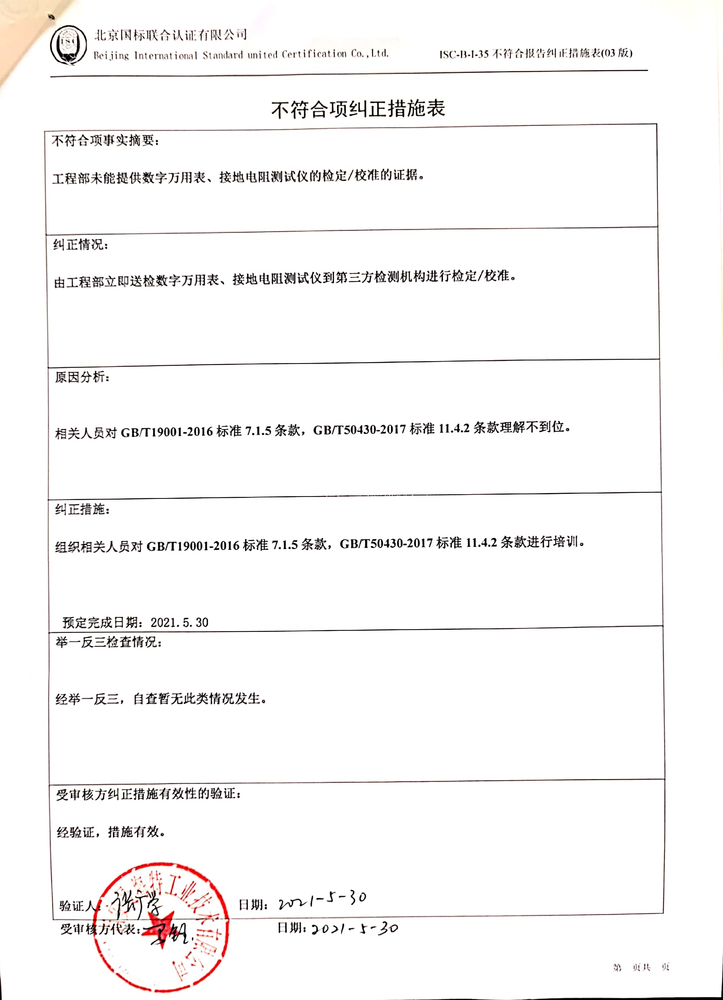 北京国标联合认证有限公司
Beijing International Standard united Certification Co.,Ltd.
ISC-B-I-35 不符合报告纠正措施表(03 版)
ISC
不符合项纠正措施表
不符合项事实摘要：
工程部未能提供数字万用表、接地电阻测试仪的检定/校准的证据。
纠正情况：
由工程部立即送检数字万用表、接地电阻测试仪到第三方检测机构进行检定/校准。
原因分析：
相关人员对 GB/T19001-2016 标准 7.1.5 条款，GB/T50430-2017 标准 11.4.2 条款理解不到位。
纠正措施：
组织相关人员对 GB/T19001-2016 标准 7.1.5 条款，GB/T50430-2017 标准 11.4.2 条款进行培训。
预定完成日期：2021.5.30
举一反三检查情况：
经举一反三，自查暂无此类情况发生。
受审核方纠正措施有效性的验证：
经验证，措施有效。
验证人：张广学 日期：2021-5-30
受审核方代表： 日期：2021-5-30
海特工业技术有限公司
第 页共 页